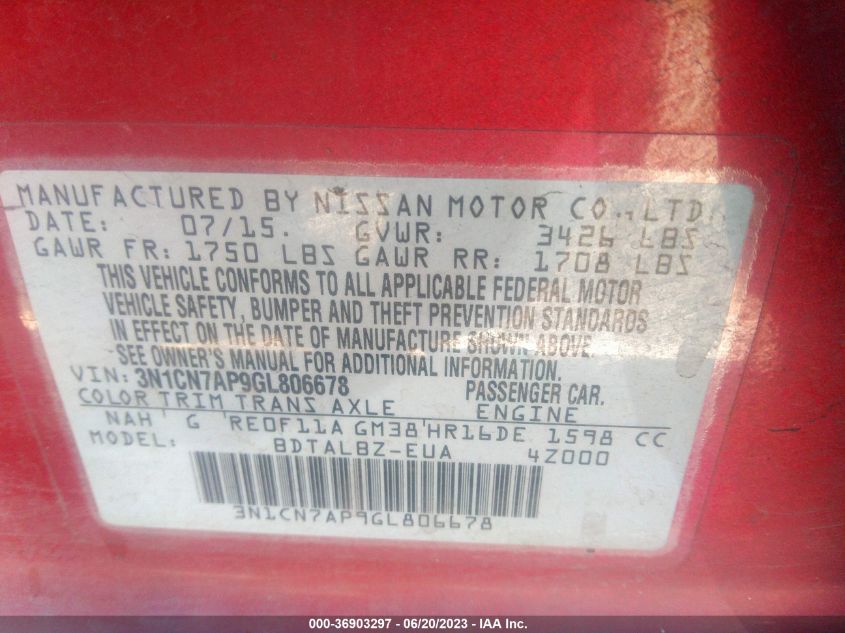 MANUFACTURED BY NISSAN MOTOR CO., LTD.
DATE: 07/15. GVWR: 3426 LBS
GAWR FR: 1750 LBS GAWR RR: 1708 LBS
THIS VEHICLE CONFORMS TO ALL APPLICABLE FEDERAL MOTOR
VEHICLE SAFETY, BUMPER AND THEFT PREVENTION STANDARDS
IN EFFECT ON THE DATE OF MANUFACTURE SHOWN ABOVE.
SEE OWNER'S MANUAL FOR ADDITIONAL INFORMATION.
VIN: 3N1CN7AP9GL806678 PASSENGER CAR.
COLOR TRIM TRANS AXLE ENGINE
NAH G RE0F11A GM38 HR16DE 1598 CC
MODEL: BDTALBZ-EUA 4Z000
3N1CN7AP9GL806678
000-36903297 - 06/20/2023 - IAA Inc.